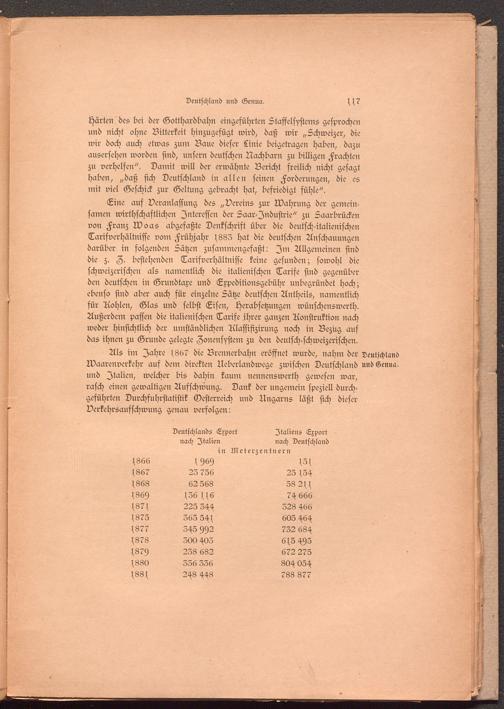 Deutschland und Genua. 117
Härten des bei der Gotthardbahn eingeführten Staffelsystems gesprochen
und nicht ohne Bitterkeit hinzugefügt wird, daß wir „Schweizer, die
wir doch auch etwas zum Baue dieser Linie beigetragen haben, dazu
ausersehen worden sind, unsern deutschen Nachbarn zu billigen Frachten
zu verhelfen“. Damit will der erwähnte Bericht freilich nicht gesagt
haben, „daß sich Deutschland in allen seinen Forderungen, die es
mit viel Geschick zur Geltung gebracht hat, befriedigt fühle“.
Eine auf Veranlassung des „Vereins zur Wahrung der gemein-
samen wirthschaftlichen Interessen der Saar-Industrie“ zu Saarbrücken
von Franz Woas abgefaßte Denkschrift über die deutsch-italienischen
Tarifverhältnisse vom Frühjahr 1883 hat die deutschen Anschauungen
darüber in folgenden Sätzen zusammengefaßt: Im Allgemeinen sind
die z. Z. bestehenden Tarifverhältnisse keine gesunden; sowohl die
schweizerischen als namentlich die italienischen Tarife sind gegenüber
den deutschen in Grundtaxe und Expeditionsgebühr unbegründet hoch;
ebenso sind aber auch für einzelne Sätze deutschen Antheils, namentlich
für Kohlen, Glas und selbst Eisen, Herabsetzungen wünschenswerth.
Außerdem passen die italienischen Tarife ihrer ganzen Konstruktion nach
weder hinsichtlich der umständlichen Klassifizirung noch in Bezug auf
das ihnen zu Grunde gelegte Zonensystem zu den deutsch-schweizerischen.
Als im Jahre 1867 die Brennerbahn eröffnet wurde, nahm der Deutschland
Waarenverkehr auf dem direkten Ueberlandwege zwischen Deutschland und Genua.
und Italien, welcher bis dahin kaum nennenswerth gewesen war,
rasch einen gewaltigen Aufschwung. Dank der ungemein speziell durch-
geführten Durchfuhrstatistik Oesterreich und Ungarns läßt sich dieser
Verkehrsaufschwung genau verfolgen:
Deutschlands Export Italiens Export
nach Italien nach Deutschland
in Meterzentnern
1866 1 969 151
1867 23 756 25 154
1868 62 568 58 211
1869 136 116 74 666
1871 225 344 328 466
1875 363 541 605 464
1877 345 992 732 684
1878 300 403 615 493
1879 238 682 672 275
1880 336 336 804 034
1881 248 448 788 877